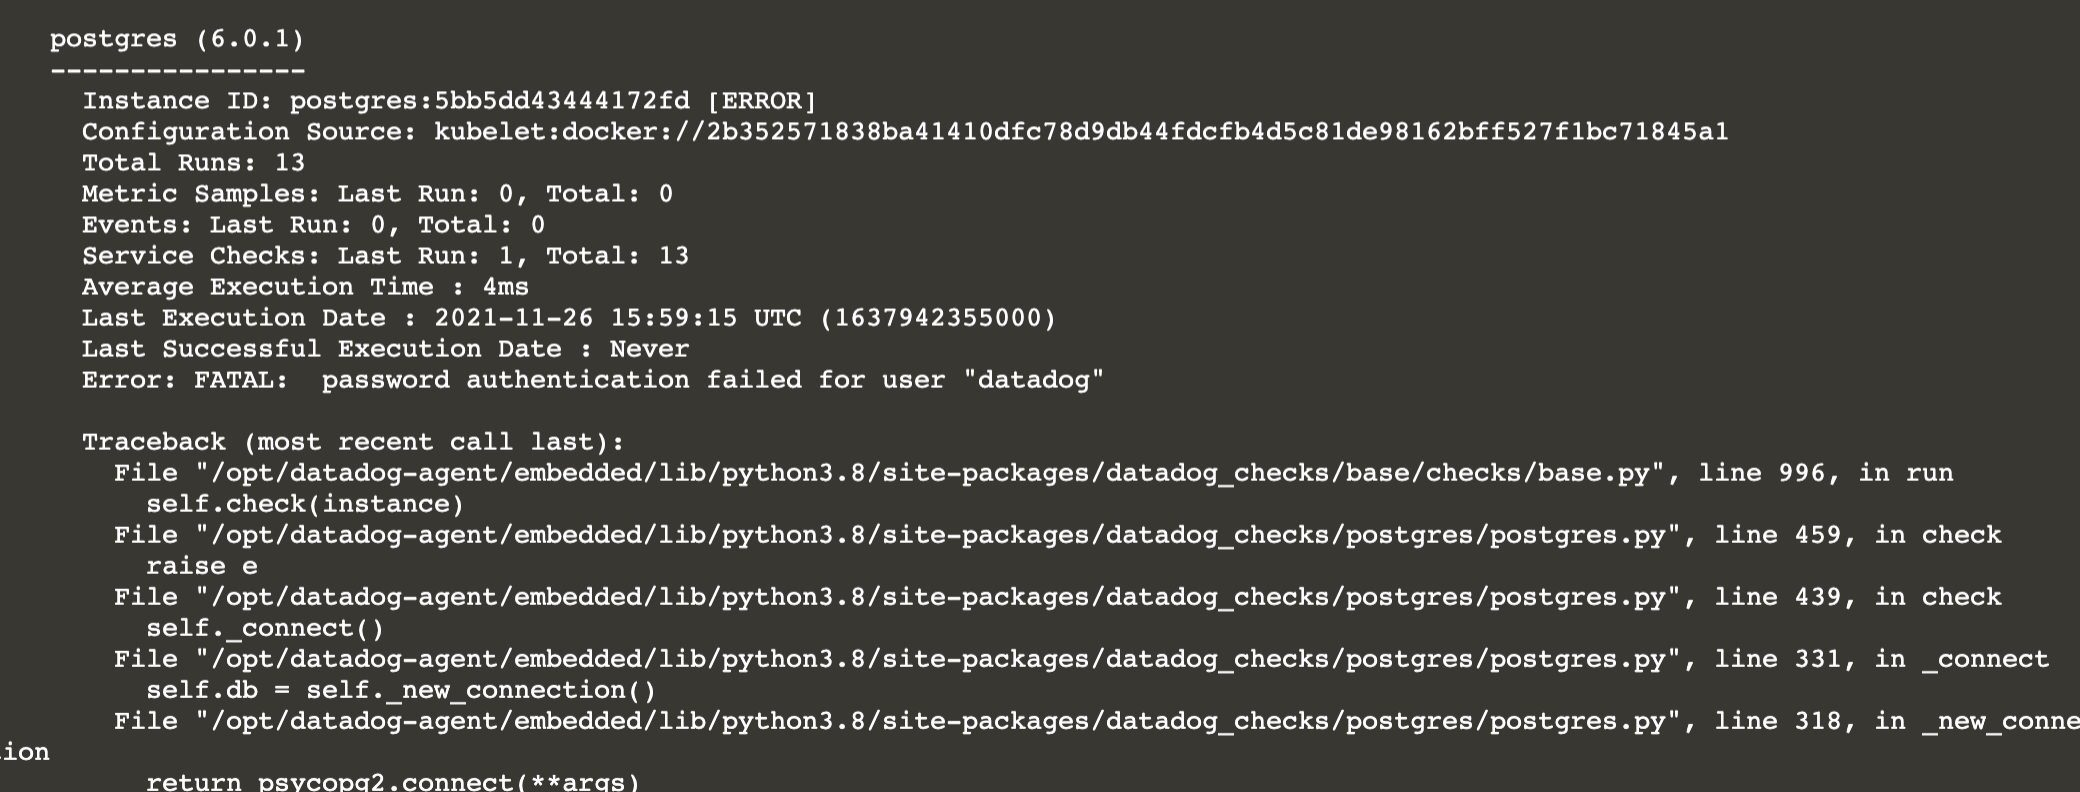 postgres (6.0.1)
----------------
Instance ID: postgres:5bb5dd43444172fd [ERROR]
Configuration Source: kubelet:docker://2b352571838ba41410dfc78d9db44fdcfb4d5c81de98162bff527f1bc71845a1
Total Runs: 13
Metric Samples: Last Run: 0, Total: 0
Events: Last Run: 0, Total: 0
Service Checks: Last Run: 1, Total: 13
Average Execution Time : 4ms
Last Execution Date : 2021-11-26 15:59:15 UTC (1637942355000)
Last Successful Execution Date : Never
Error: FATAL:  password authentication failed for user "datadog"
Traceback (most recent call last):
File "/opt/datadog-agent/embedded/lib/python3.8/site-packages/datadog_checks/base/checks/base.py", line 996, in run
self.check(instance)
File "/opt/datadog-agent/embedded/lib/python3.8/site-packages/datadog_checks/postgres/postgres.py", line 459, in check
raise e
File "/opt/datadog-agent/embedded/lib/python3.8/site-packages/datadog_checks/postgres/postgres.py", line 439, in check
self._connect()
File "/opt/datadog-agent/embedded/lib/python3.8/site-packages/datadog_checks/postgres/postgres.py", line 331, in _connect
self.db = self._new_connection()
File "/opt/datadog-agent/embedded/lib/python3.8/site-packages/datadog_checks/postgres/postgres.py", line 318, in _new_conne
tion
return psycopg2.connect(**args)